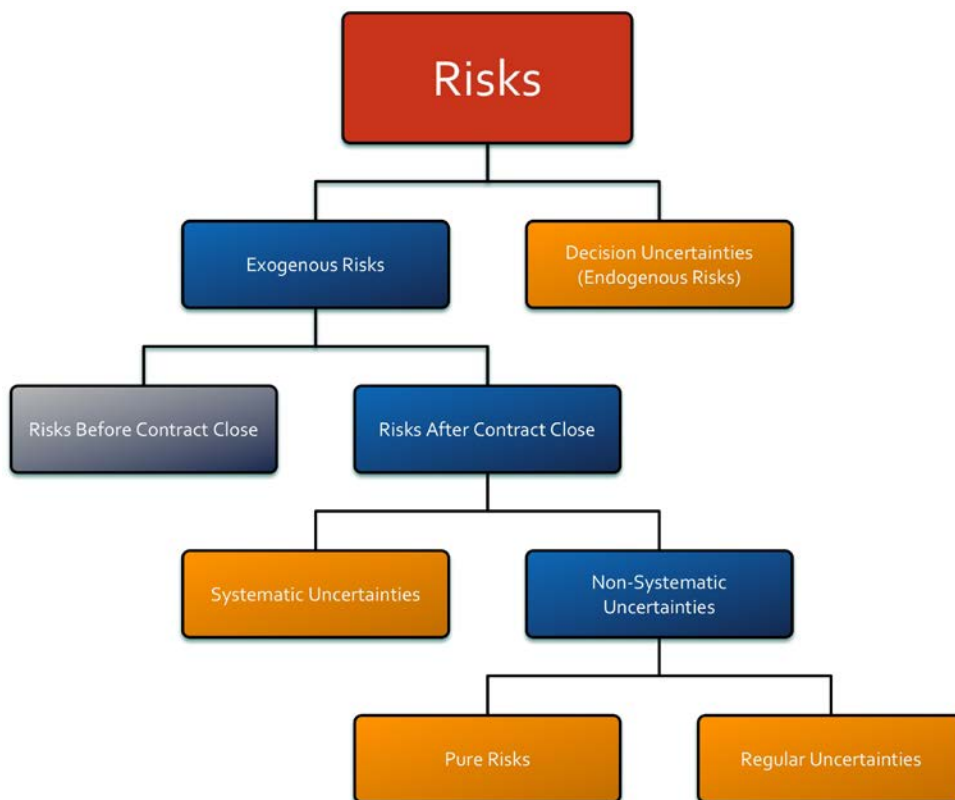 Risks
Exogenous Risks
Decision Uncertainties
(Endogenous Risks)
Risks Before Contract Close
Risks After Contract Close
Systematic Uncertainties
Non-Systematic
Uncertainties
Pure Risks
Regular Uncertainties